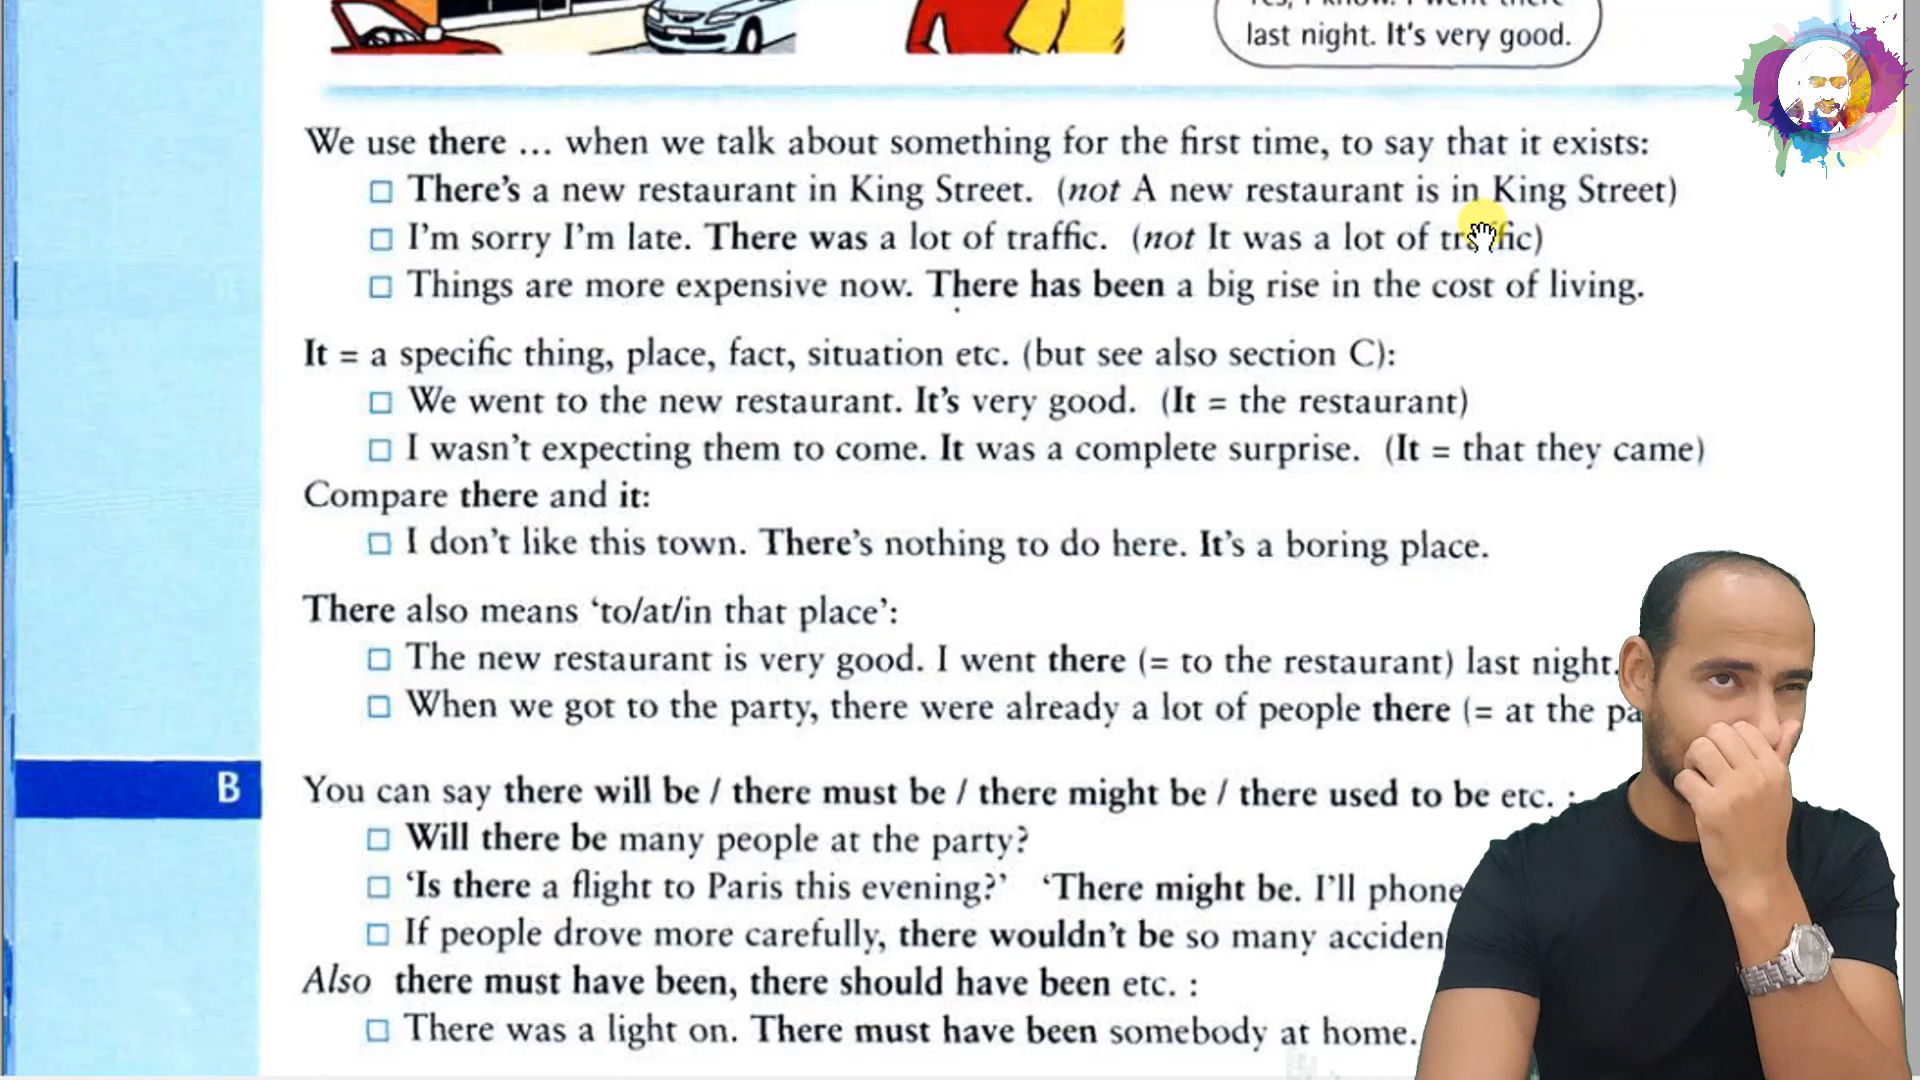 last night. It's very good.
We use there ... when we talk about something for the first time, to say that it exists:
There's a new restaurant in King Street. (not A new restaurant is in King Street)
I'm sorry I'm late. There was a lot of traffic. (not It was a lot of traffic)
Things are more expensive now. There has been a big rise in the cost of living.
It = a specific thing, place, fact, situation etc. (but see also section C):
We went to the new restaurant. It's very good. (It = the restaurant)
I wasn't expecting them to come. It was a complete surprise. (It = that they came)
Compare there and it:
I don't like this town. There's nothing to do here. It's a boring place.
There also means 'to/at/in that place':
The new restaurant is very good. I went there (= to the restaurant) last night.
When we got to the party, there were already a lot of people there (= at the pa
B
You can say there will be / there must be / there might be / there used to be etc. :
Will there be many people at the party?
'Is there a flight to Paris this evening?' 'There might be. I'll phone
If people drove more carefully, there wouldn't be so many acciden
Also there must have been, there should have been etc. :
There was a light on. There must have been somebody at home.